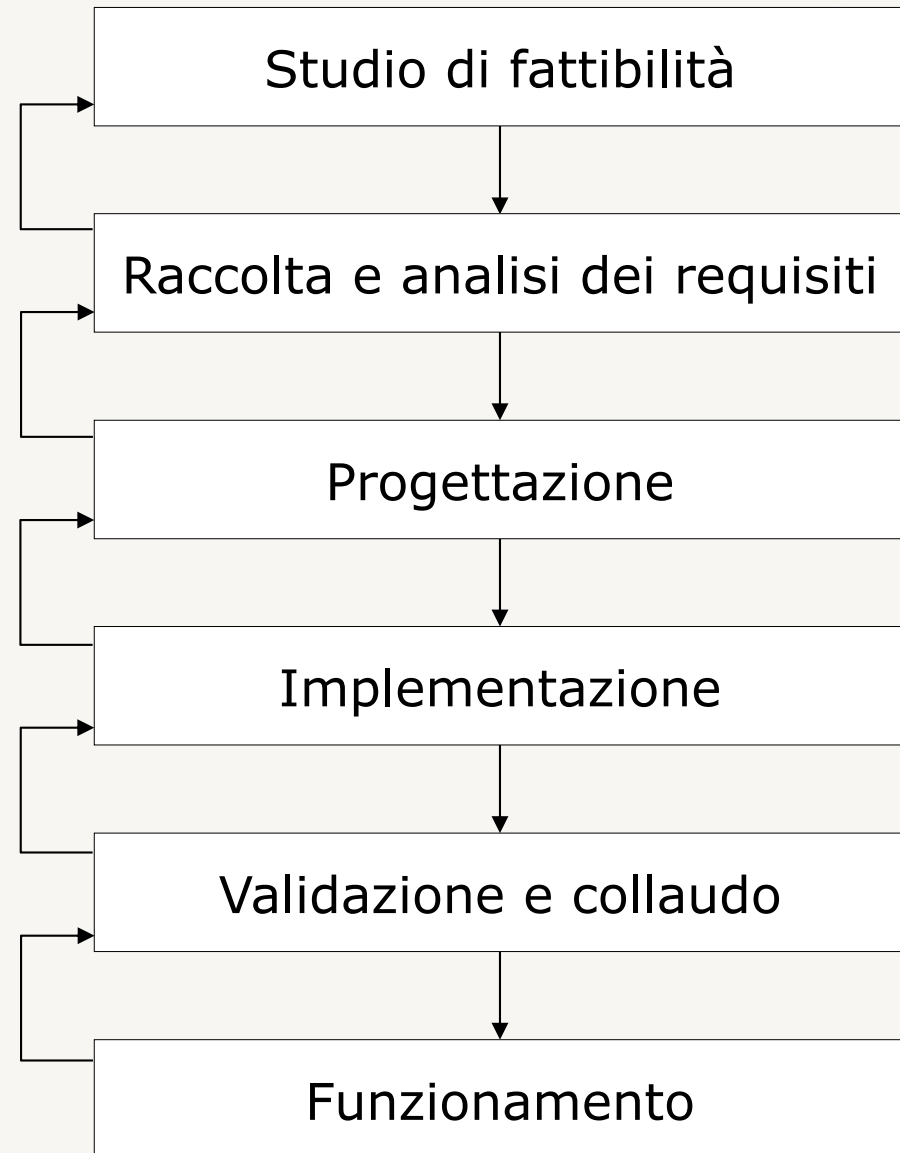 Studio di fattibilità
Raccolta e analisi dei requisiti
Progettazione
Implementazione
Validazione e collaudo
Funzionamento